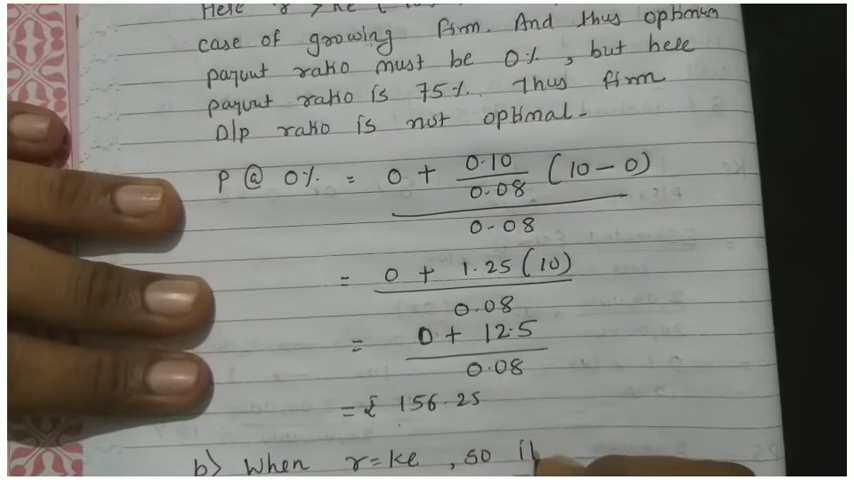 Here r > ke
case of growing firm. And thus optimum
payout ratio must be 0%, but here
payout ratio is 75%. Thus firm
D/p ratio is not optimal.
P @ 0% = 0 + 0.10/0.08 (10-0)
0.08
= 0 + 1.25 (10)
0.08
= 0 + 12.5
0.08
= ₹ 156.25
b) When r=ke, so